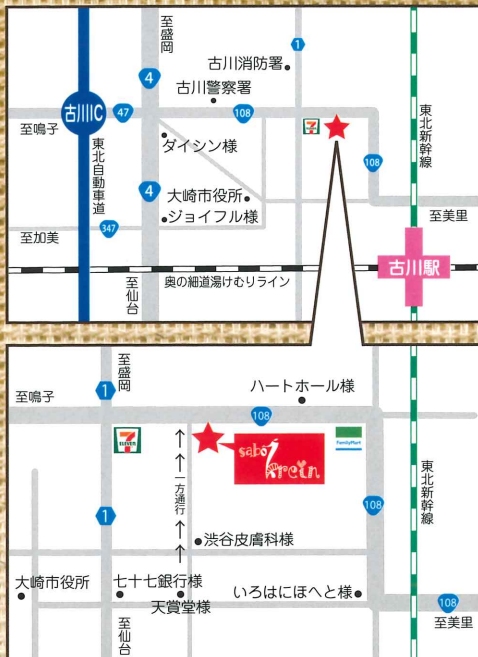 至盛岡
4
1
古川消防署
古川警察署
古川IC
47
108
至鳴子
東北自動車道
ダイシン様
7
東北新幹線
108
4
大崎市役所
ジョイフル様
至美里
347
至加美
古川駅
至仙台
奥の細道湯けむりライン
至盛岡
ハートホール様
至鳴子
1
108
7
ELEVEN
sabo
krein
FamilyMart
一方通行
東北新幹線
108
1
渋谷皮膚科様
大崎市役所
七十七銀行様
天賞堂様
いろはにほへと様
108
至美里
至仙台